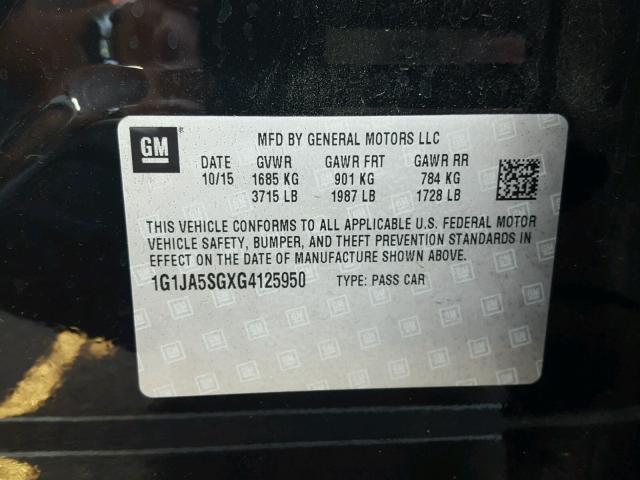 GM
MFD BY GENERAL MOTORS LLC
DATE GVWR GAWR FRT GAWR RR
10/15 1685 KG 901 KG 784 KG
3715 LB 1987 LB 1728 LB
THIS VEHICLE CONFORMS TO ALL APPLICABLE U.S. FEDERAL MOTOR
VEHICLE SAFETY, BUMPER, AND THEFT PREVENTION STANDARDS IN
EFFECT ON THE DATE OF MANUFACTURE SHOWN ABOVE.
1G1JA5SGXG4125950 TYPE: PASS CAR